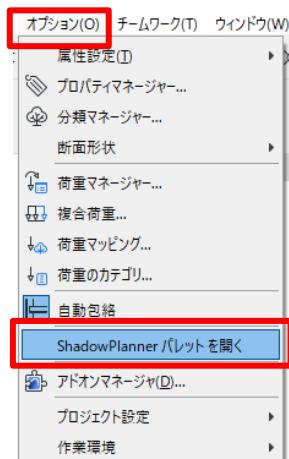 オプション(O) チームワーク(T) ウィンドウ(W)
属性設定(T)
プロパティマネージャー...
分類マネージャー...
断面形状
荷重マネージャー...
複合荷重...
荷重マッピング...
荷重のカテゴリ...
自動包絡
ShadowPlanner パレット を開く
アドオンマネージャ(D)...
プロジェクト設定
作業環境